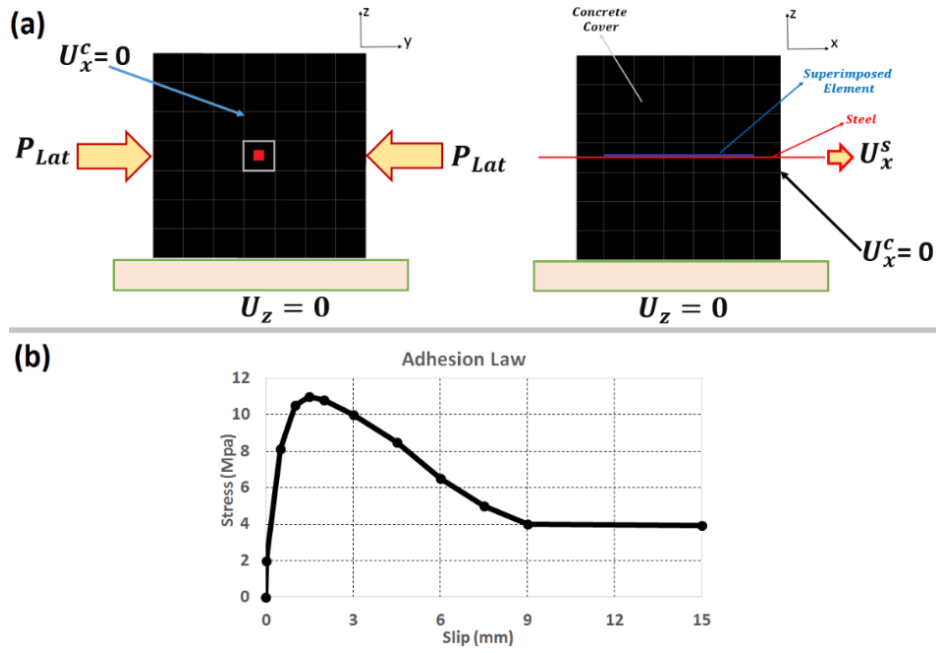 (a)
z
y
U_x^c= 0
P_Lat
P_Lat
U_z = 0
z
x
Concrete
Cover
Superimposed
Element
Steel
U_x^s
U_x^c= 0
U_z = 0
(b)
Adhesion Law
Stress (Mpa)
12
10
8
6
4
2
0
0 3 6 9 12 15
Slip (mm)